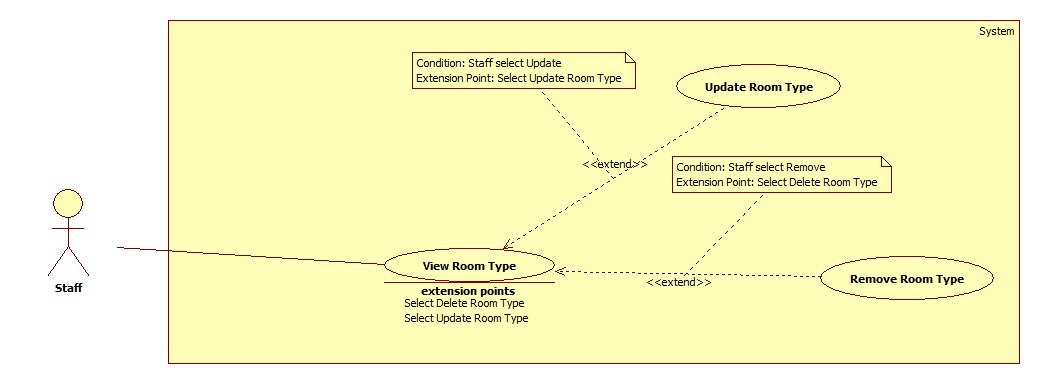 System
Condition: Staff select Update
Extension Point: Select Update Room Type
Update Room Type
<<extend>>
Condition: Staff select Remove
Extension Point: Select Delete Room Type
Staff
View Room Type
extension points
Select Delete Room Type
Select Update Room Type
<<extend>>
Remove Room Type